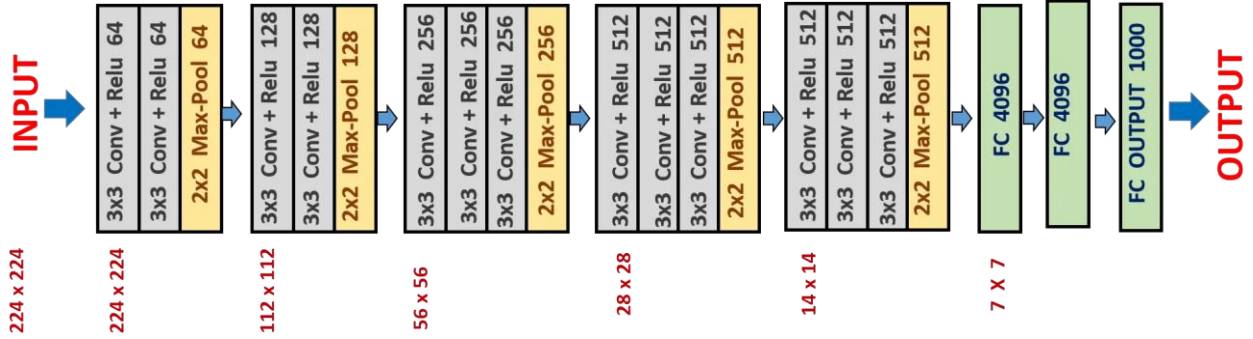 INPUT
3x3 Conv + Relu 64
3x3 Conv + Relu 64
2x2 Max-Pool 64
3x3 Conv + Relu 128
3x3 Conv + Relu 128
2x2 Max-Pool 128
3x3 Conv + Relu 256
3x3 Conv + Relu 256
3x3 Conv + Relu 256
2x2 Max-Pool 256
3x3 Conv + Relu 512
3x3 Conv + Relu 512
3x3 Conv + Relu 512
2x2 Max-Pool 512
3x3 Conv + Relu 512
3x3 Conv + Relu 512
3x3 Conv + Relu 512
2x2 Max-Pool 512
FC 4096
FC 4096
FC OUTPUT 1000
OUTPUT
224 x 224
224 x 224
112 x 112
56 x 56
28 x 28
14 x 14
7 X 7